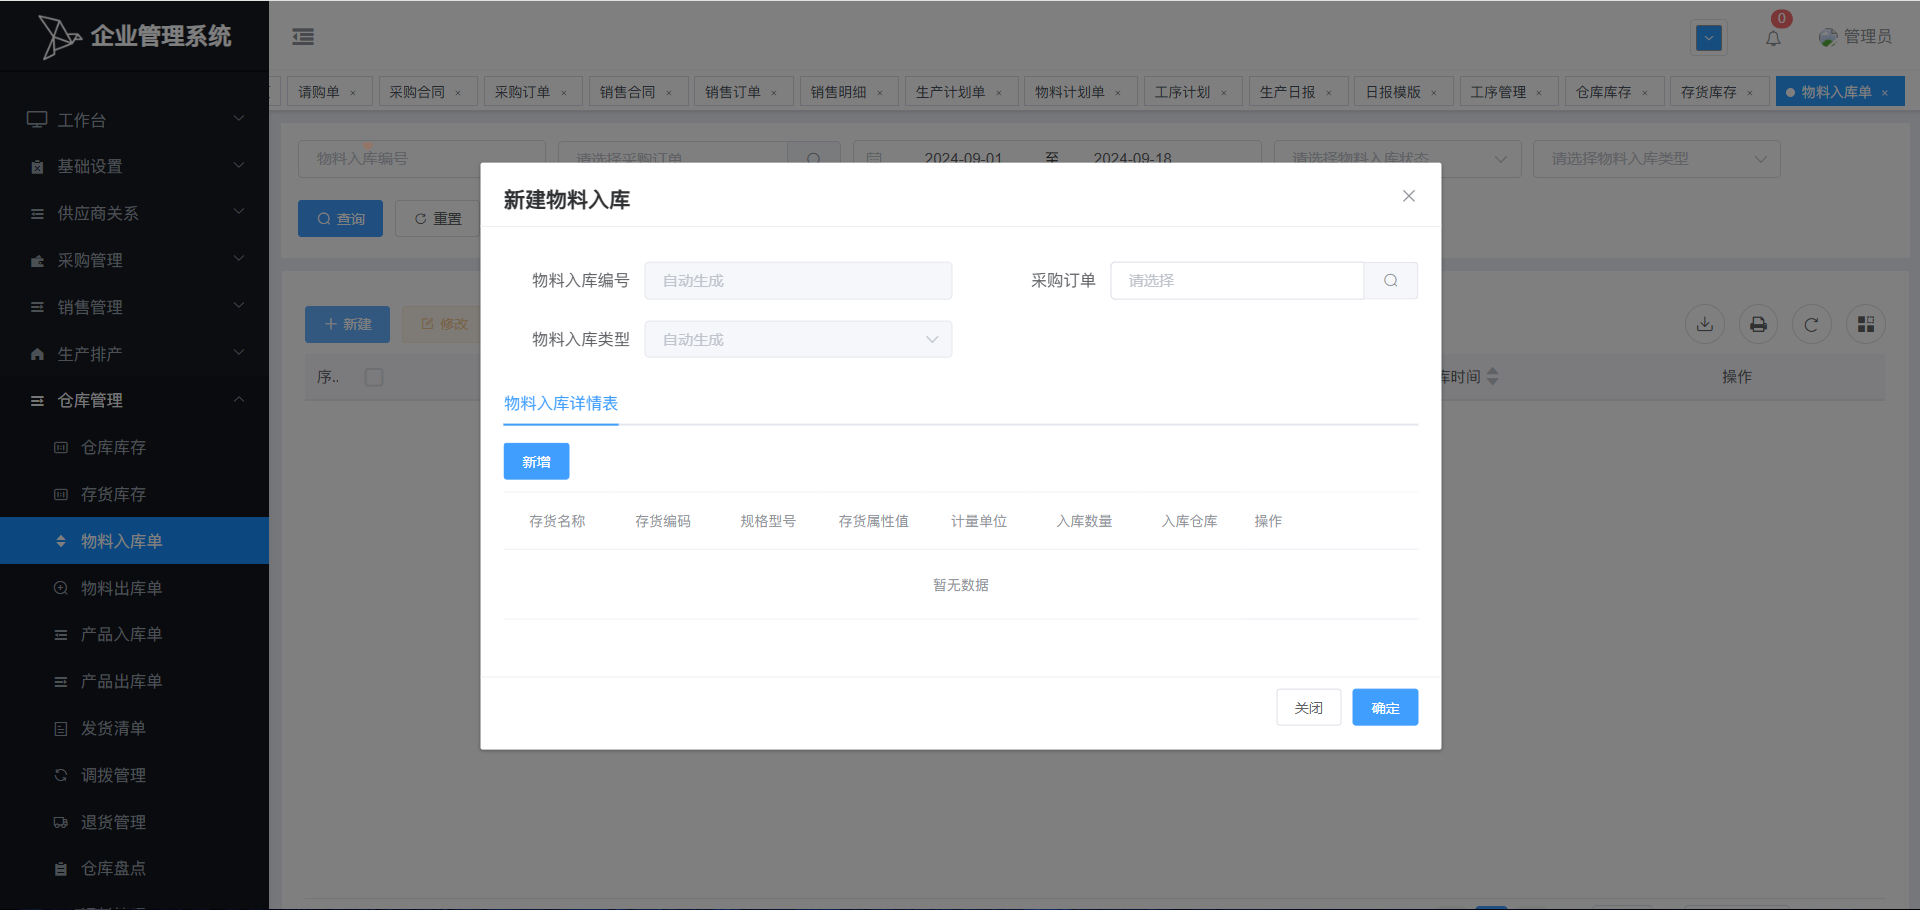 企业管理系统
0
管理员
请购单 ×
采购合同 ×
采购订单 ×
销售合同 ×
销售订单 ×
销售明细 ×
生产计划单 ×
物料计划单 ×
工序计划 ×
生产日报 ×
日报模版 ×
工序管理 ×
仓库库存 ×
存货库存 ×
物料入库单 ×
工作台
基础设置
供应商关系
采购管理
销售管理
生产排产
仓库管理
仓库库存
存货库存
物料入库单
物料出库单
产品入库单
产品出库单
发货清单
调拨管理
退货管理
仓库盘点
物料入库编号
请选择采购订单
2024-09-01 至 2024-09-18
请选择物料入库状态
请选择物料入库类型
查询
重置
新建
修改
序..
库时间
操作
新建物料入库
物料入库编号 自动生成
采购订单 请选择
物料入库类型 自动生成
物料入库详情表
新增
存货名称 存货编码 规格型号 存货属性值 计量单位 入库数量 入库仓库 操作
暂无数据
关闭
确定